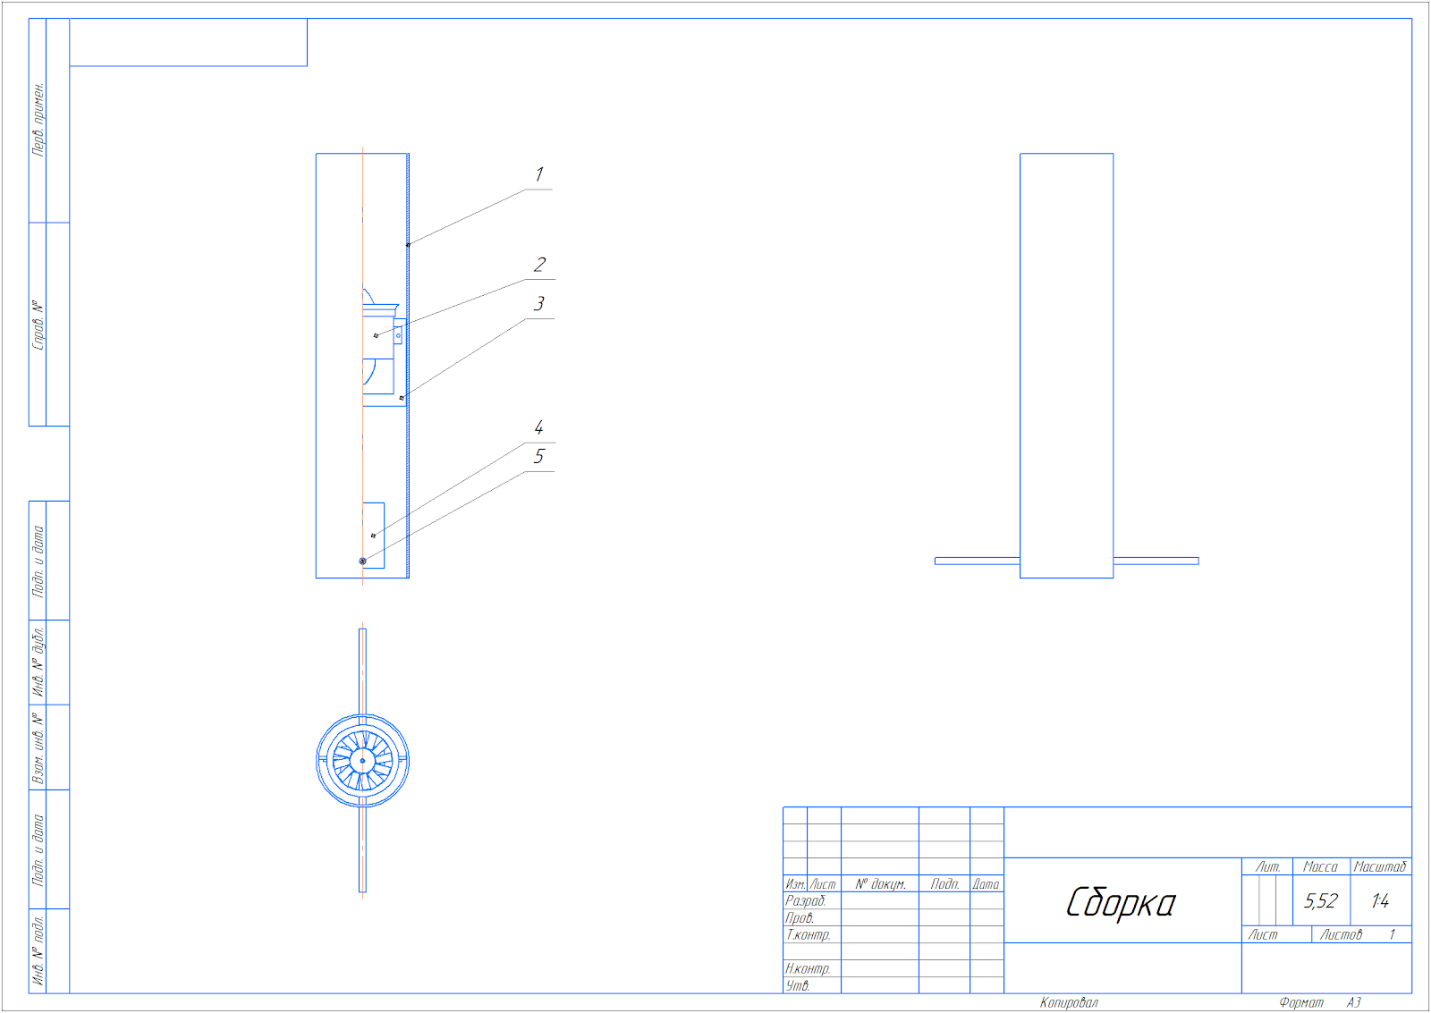 Перв. примен.
Справ. №
Подп. и дата
Инв. № дубл.
Взам. инв. №
Подп. и дата
Инв. № подл.
1
2
3
4
5
Изм.
Лист
№ докум.
Подп.
Дата
Разраб.
Пров.
Т.контр.
Н.контр.
Утв.
Сборка
Лит.
Масса
Масштаб
5,52
1:4
Лист
Листов 1
Копировал
Формат А3